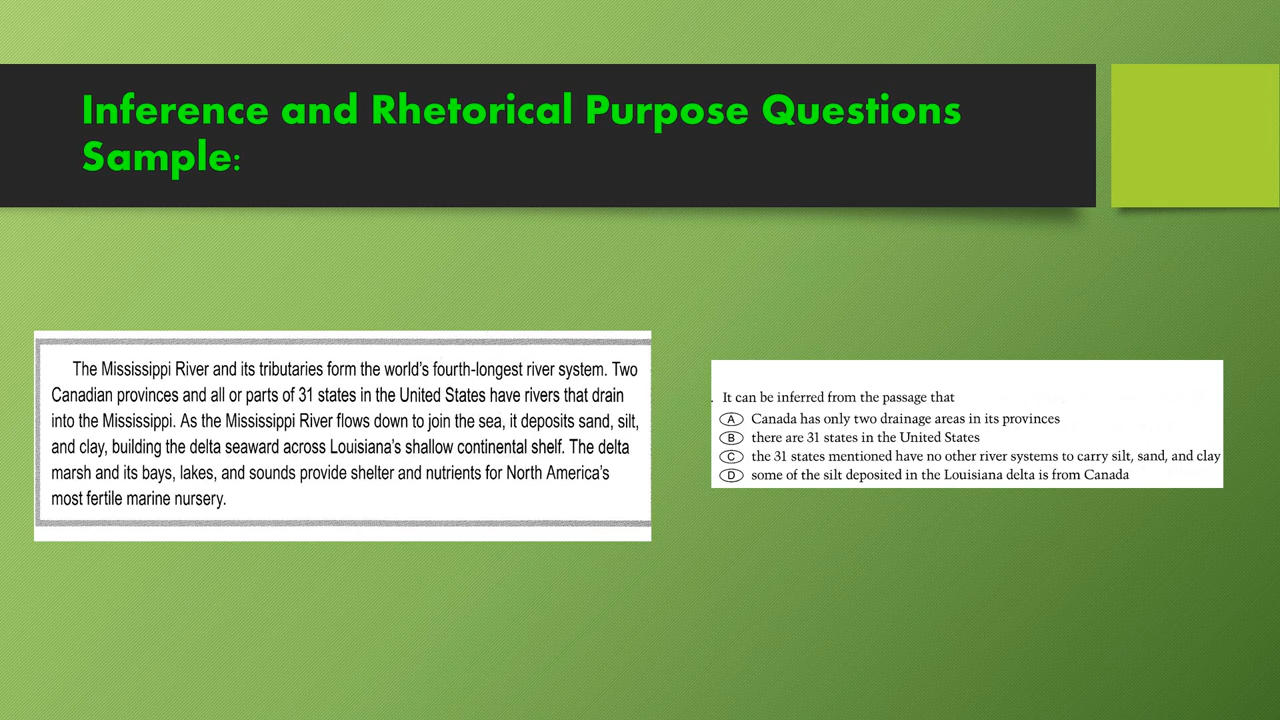 Inference and Rhetorical Purpose Questions
Sample:
The Mississippi River and its tributaries form the world's fourth-longest river system. Two
Canadian provinces and all or parts of 31 states in the United States have rivers that drain
into the Mississippi. As the Mississippi River flows down to join the sea, it deposits sand, silt,
and clay, building the delta seaward across Louisiana's shallow continental shelf. The delta
marsh and its bays, lakes, and sounds provide shelter and nutrients for North America's
most fertile marine nursery.
. It can be inferred from the passage that
A Canada has only two drainage areas in its provinces
B there are 31 states in the United States
C the 31 states mentioned have no other river systems to carry silt, sand, and clay
D some of the silt deposited in the Louisiana delta is from Canada